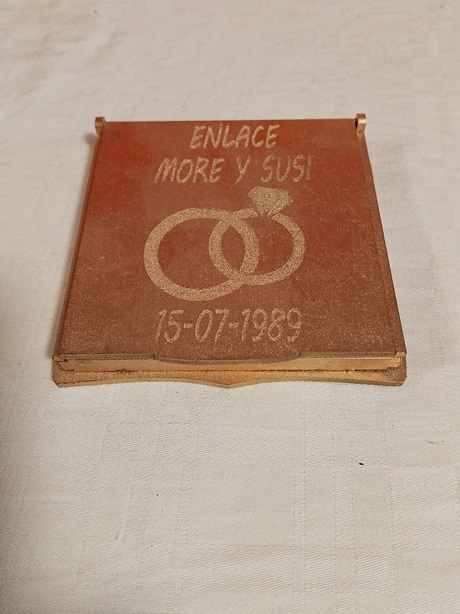 ENLACE
MORE Y SUSI
15-07-1989